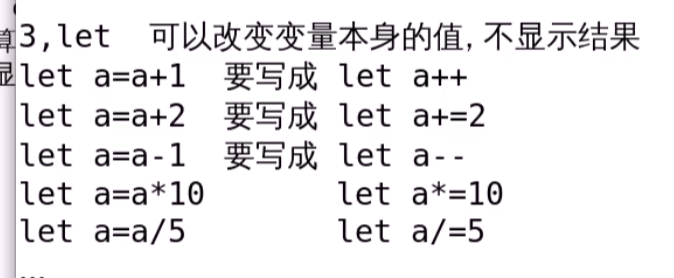 3,let  可以改变变量本身的值,不显示结果
let a=a+1  要写成 let a++
let a=a+2  要写成 let a+=2
let a=a-1  要写成 let a--
let a=a*10       let a*=10
let a=a/5        let a/=5
...